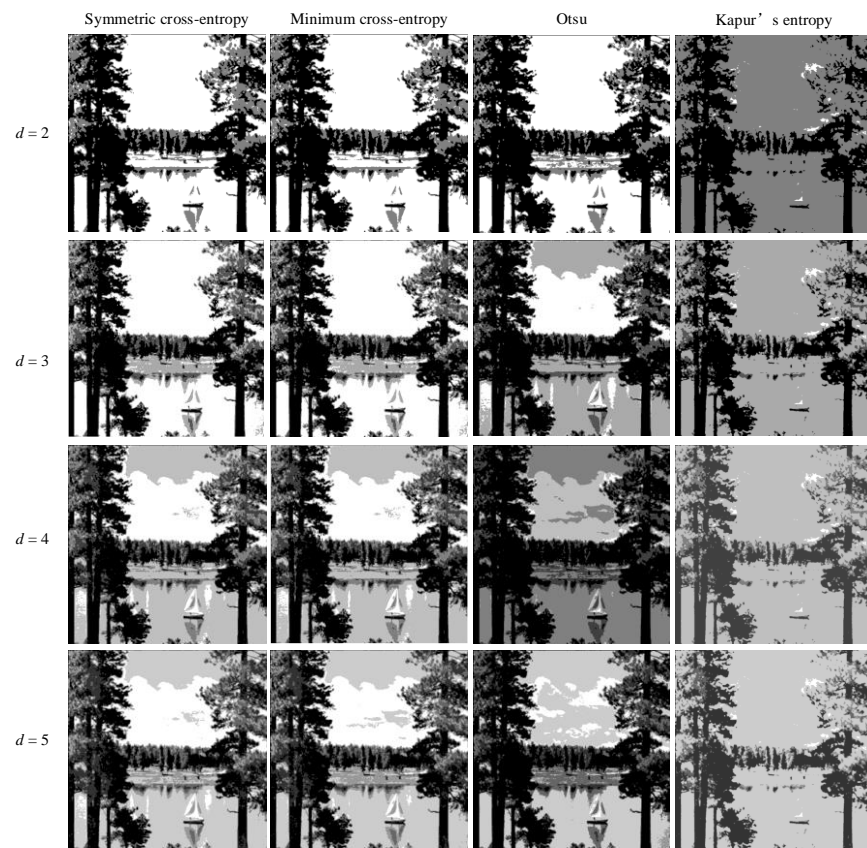 Symmetric cross-entropy Minimum cross-entropy Otsu Kapur’ s entropy
d = 2
d = 3
d = 4
d = 5